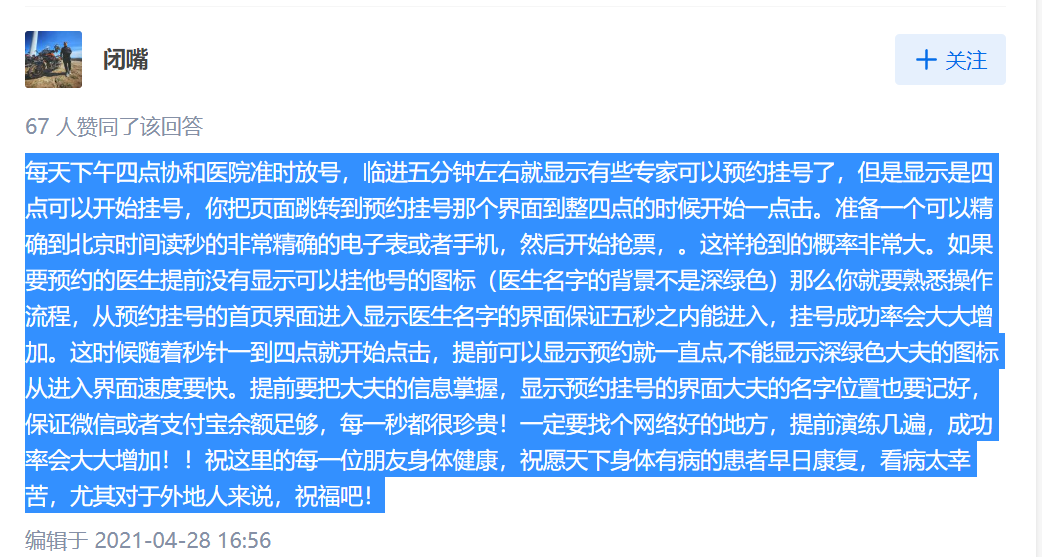 闭嘴
关注
67 人赞同了该回答
每天下午四点协和医院准时放号，临进五分钟左右就显示有些专家可以预约挂号了，但是显示是四
点可以开始挂号，你把页面跳转到预约挂号那个界面到整四点的时候开始一点击。准备一个可以精
确到北京时间读秒的非常精确的电子表或者手机，然后开始抢票，。这样抢到的概率非常大。如果
要预约的医生提前没有显示可以挂他号的图标（医生名字的背景不是深绿色）那么你就要熟悉操作
流程，从预约挂号的首页界面进入显示医生名字的界面保证五秒之内能进入，挂号成功率会大大增
加。这时候随着秒针一到四点就开始点击，提前可以显示预约就一直点,不能显示深绿色大夫的图标
从进入界面速度要快。提前要把大夫的信息掌握，显示预约挂号的界面大夫的名字位置也要记好，
保证微信或者支付宝余额足够，每一秒都很珍贵！一定要找个网络好的地方，提前演练几遍，成功
率会大大增加！！祝这里的每一位朋友身体健康，祝愿天下身体有病的患者早日康复，看病太幸
苦，尤其对于外地人来说，祝福吧！
编辑于 2021-04-28 16:56